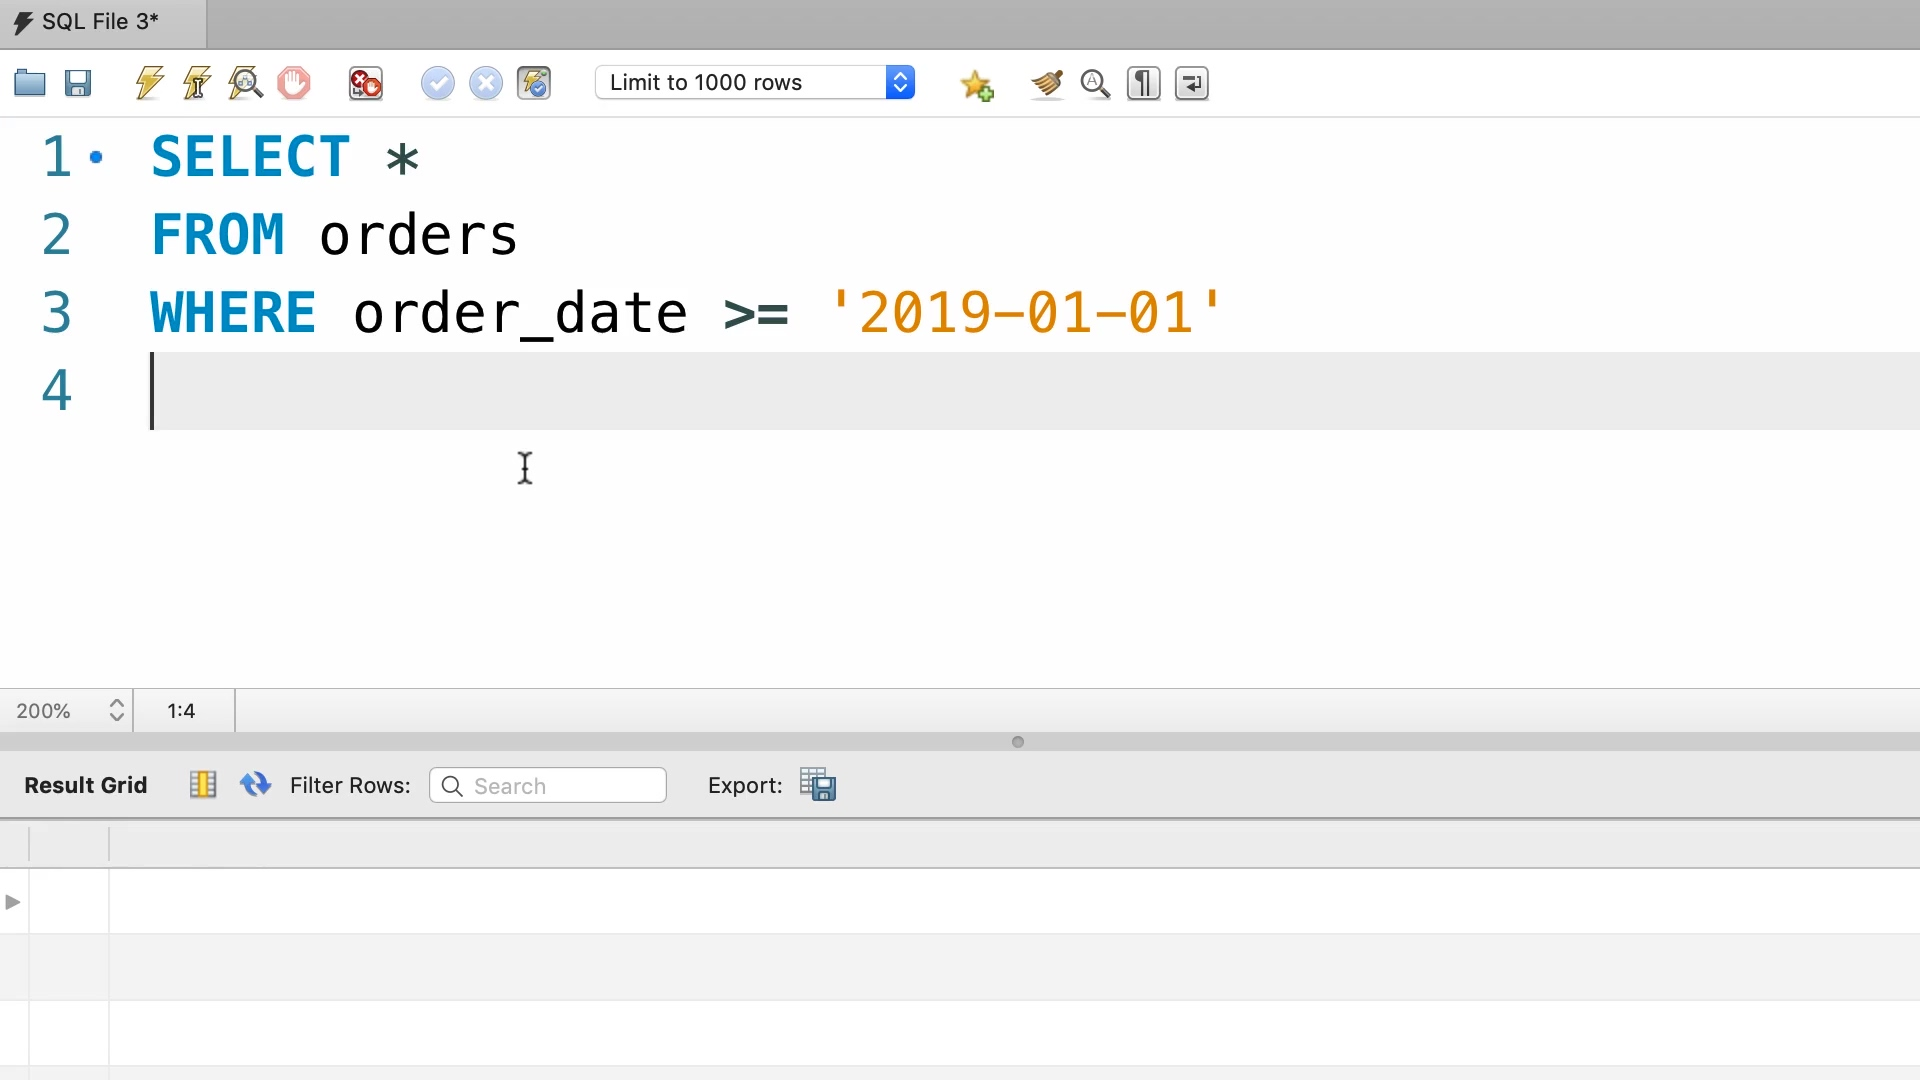 SQL File 3*
Limit to 1000 rows
1 SELECT *
2 FROM orders
3 WHERE order_date >= '2019-01-01'
4
200% 1:4
Result Grid Filter Rows: Search Export: